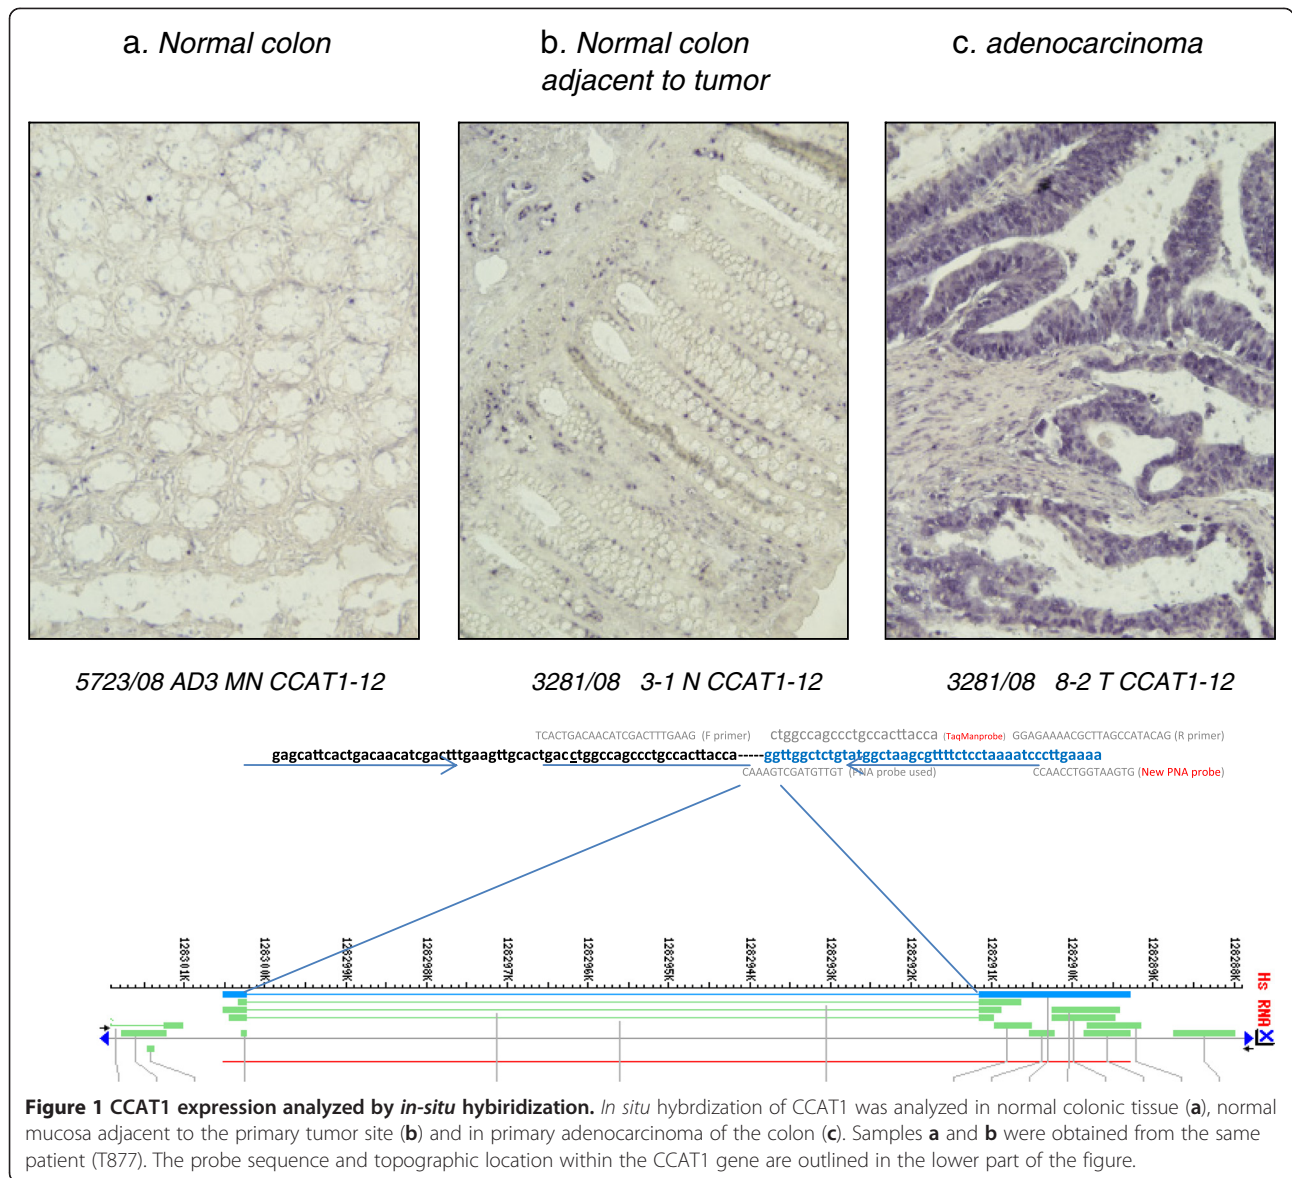 a. Normal colon
b. Normal colon
adjacent to tumor
c. adenocarcinoma
5723/08 AD3 MN CCAT1-12
3281/08 3-1 N CCAT1-12
3281/08 8-2 T CCAT1-12
TCACTGACAACATCGACTTTGAAG (F primer)
ctggccagccctgccacttacca (TaqManprobe)
GGAGAAAACGCTTAGCCATACAG (R primer)
gagcattcactgacaacatcgactttgaagttgcactgacctggccagccctgccacttacca-----ggttggctctgtatggctaagcgttttctcctaaaatcccttgaaaa
CAAAGTCGATGTTGT (PNA probe used)
CCAACCTGGTAAGTG (New PNA probe)
128301K
128300K
128299K
128298K
128297K
128296K
128295K
128294K
128293K
128292K
128291K
128290K
128289K
128288K
Hs RNA
X
Figure 1 CCAT1 expression analyzed by in-situ hybiridization. In situ hybrdization of CCAT1 was analyzed in normal colonic tissue (a), normal
mucosa adjacent to the primary tumor site (b) and in primary adenocarcinoma of the colon (c). Samples a and b were obtained from the same
patient (T877). The probe sequence and topographic location within the CCAT1 gene are outlined in the lower part of the figure.